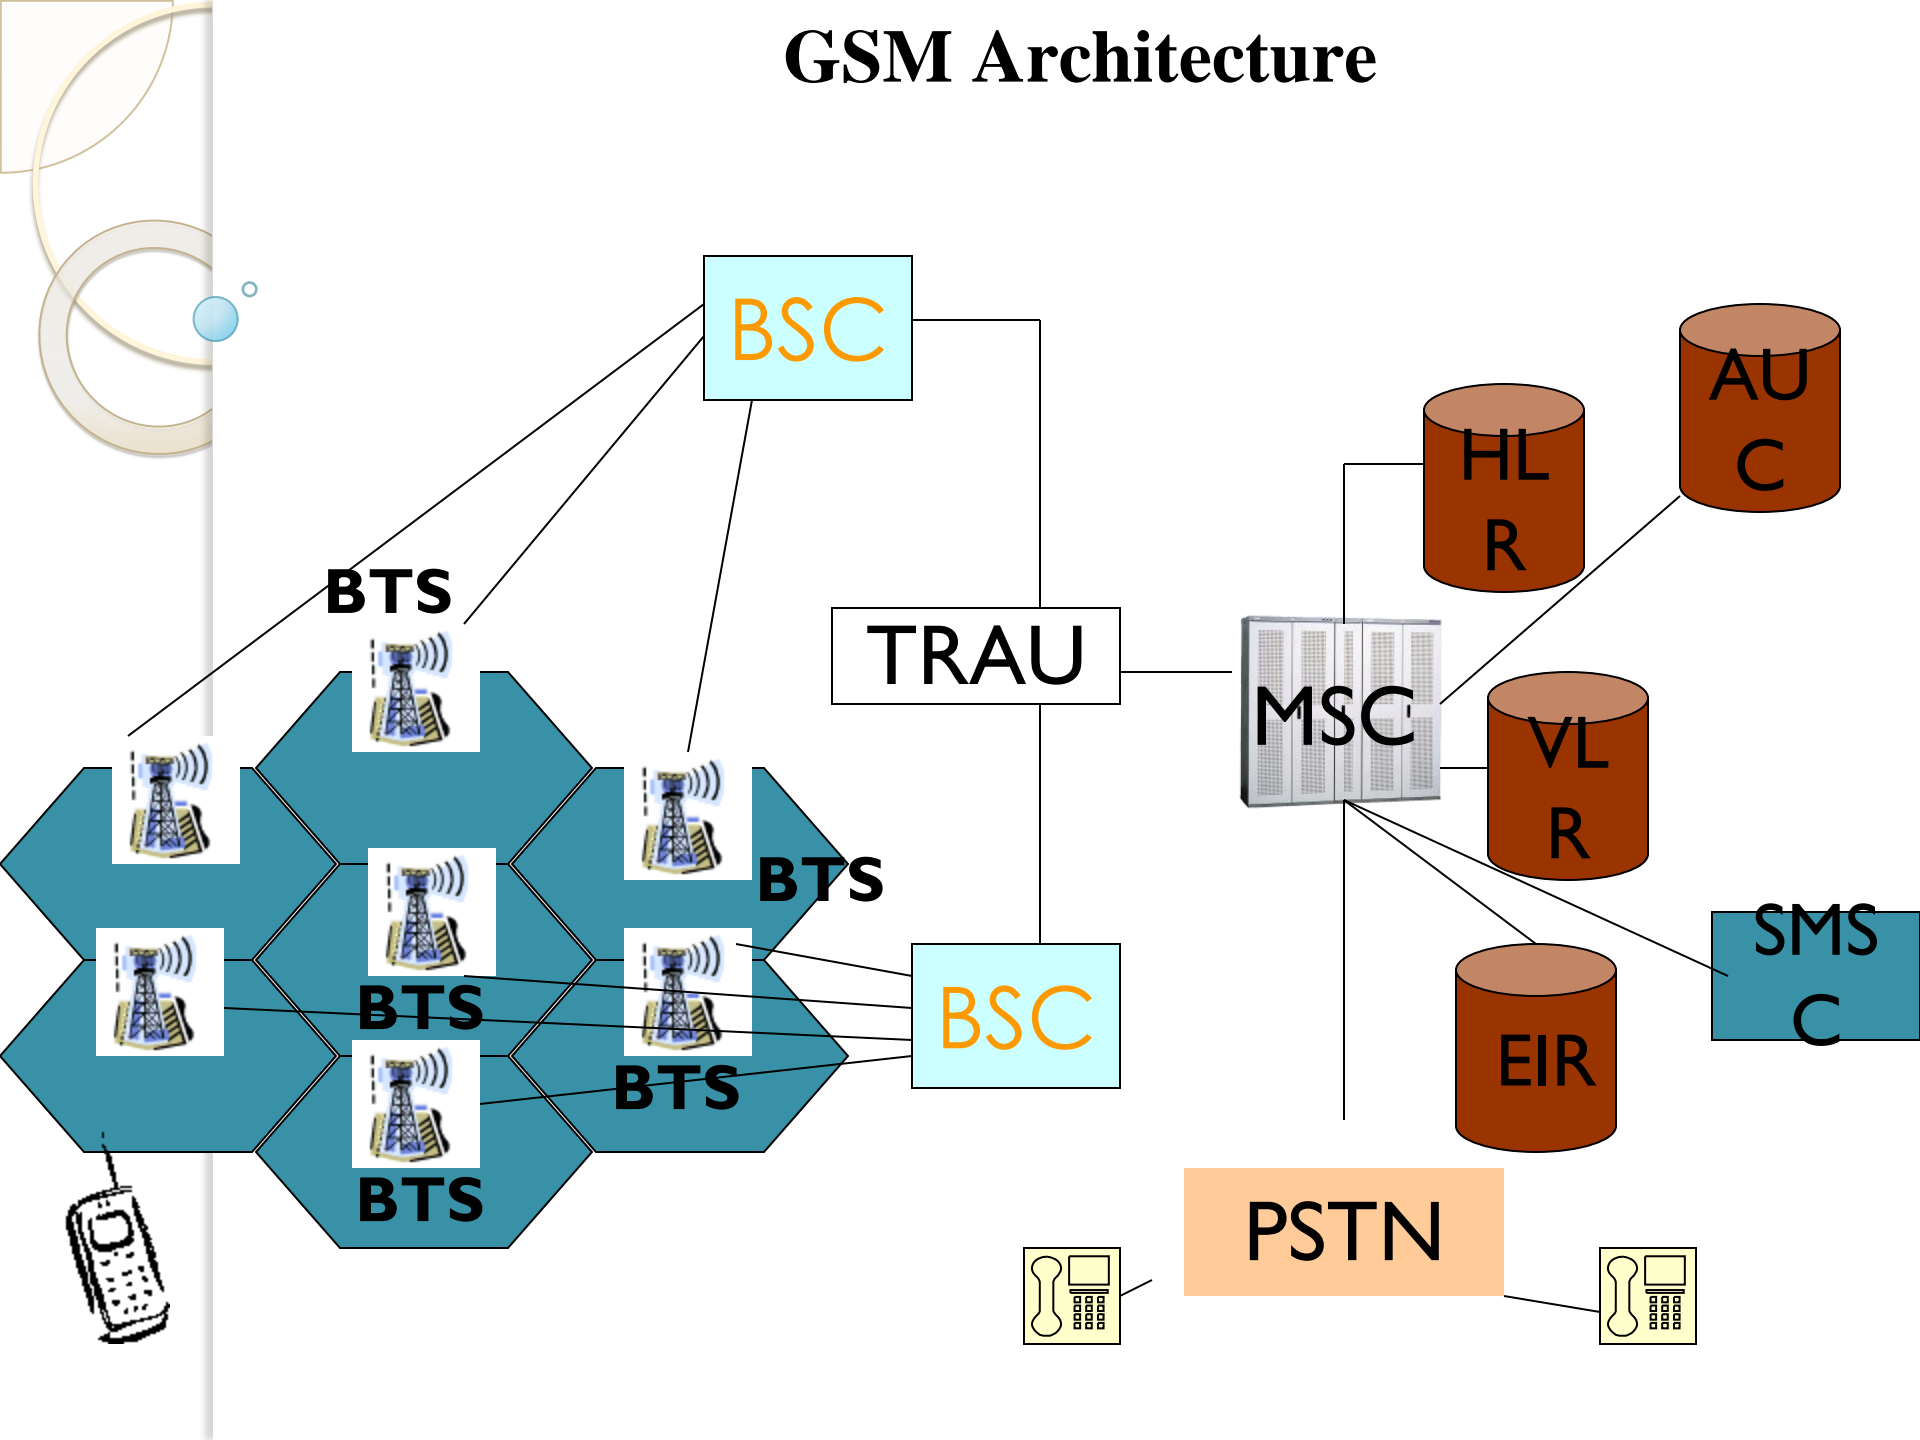 GSM Architecture
BSC
AU
C
HL
R
BTS
TRAU
MSC
VL
R
BTS
SMS
C
BSC
BTS
EIR
BTS
BTS
PSTN